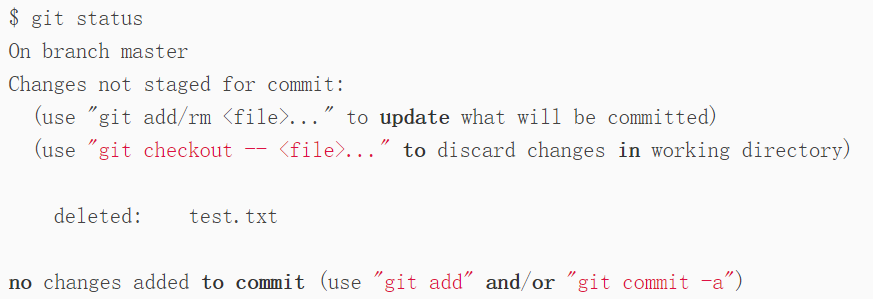 $ git status
On branch master
Changes not staged for commit:
(use "git add/rm <file>..." to update what will be committed)
(use "git checkout -- <file>..." to discard changes in working directory)
deleted: test.txt
no changes added to commit (use "git add" and/or "git commit -a")